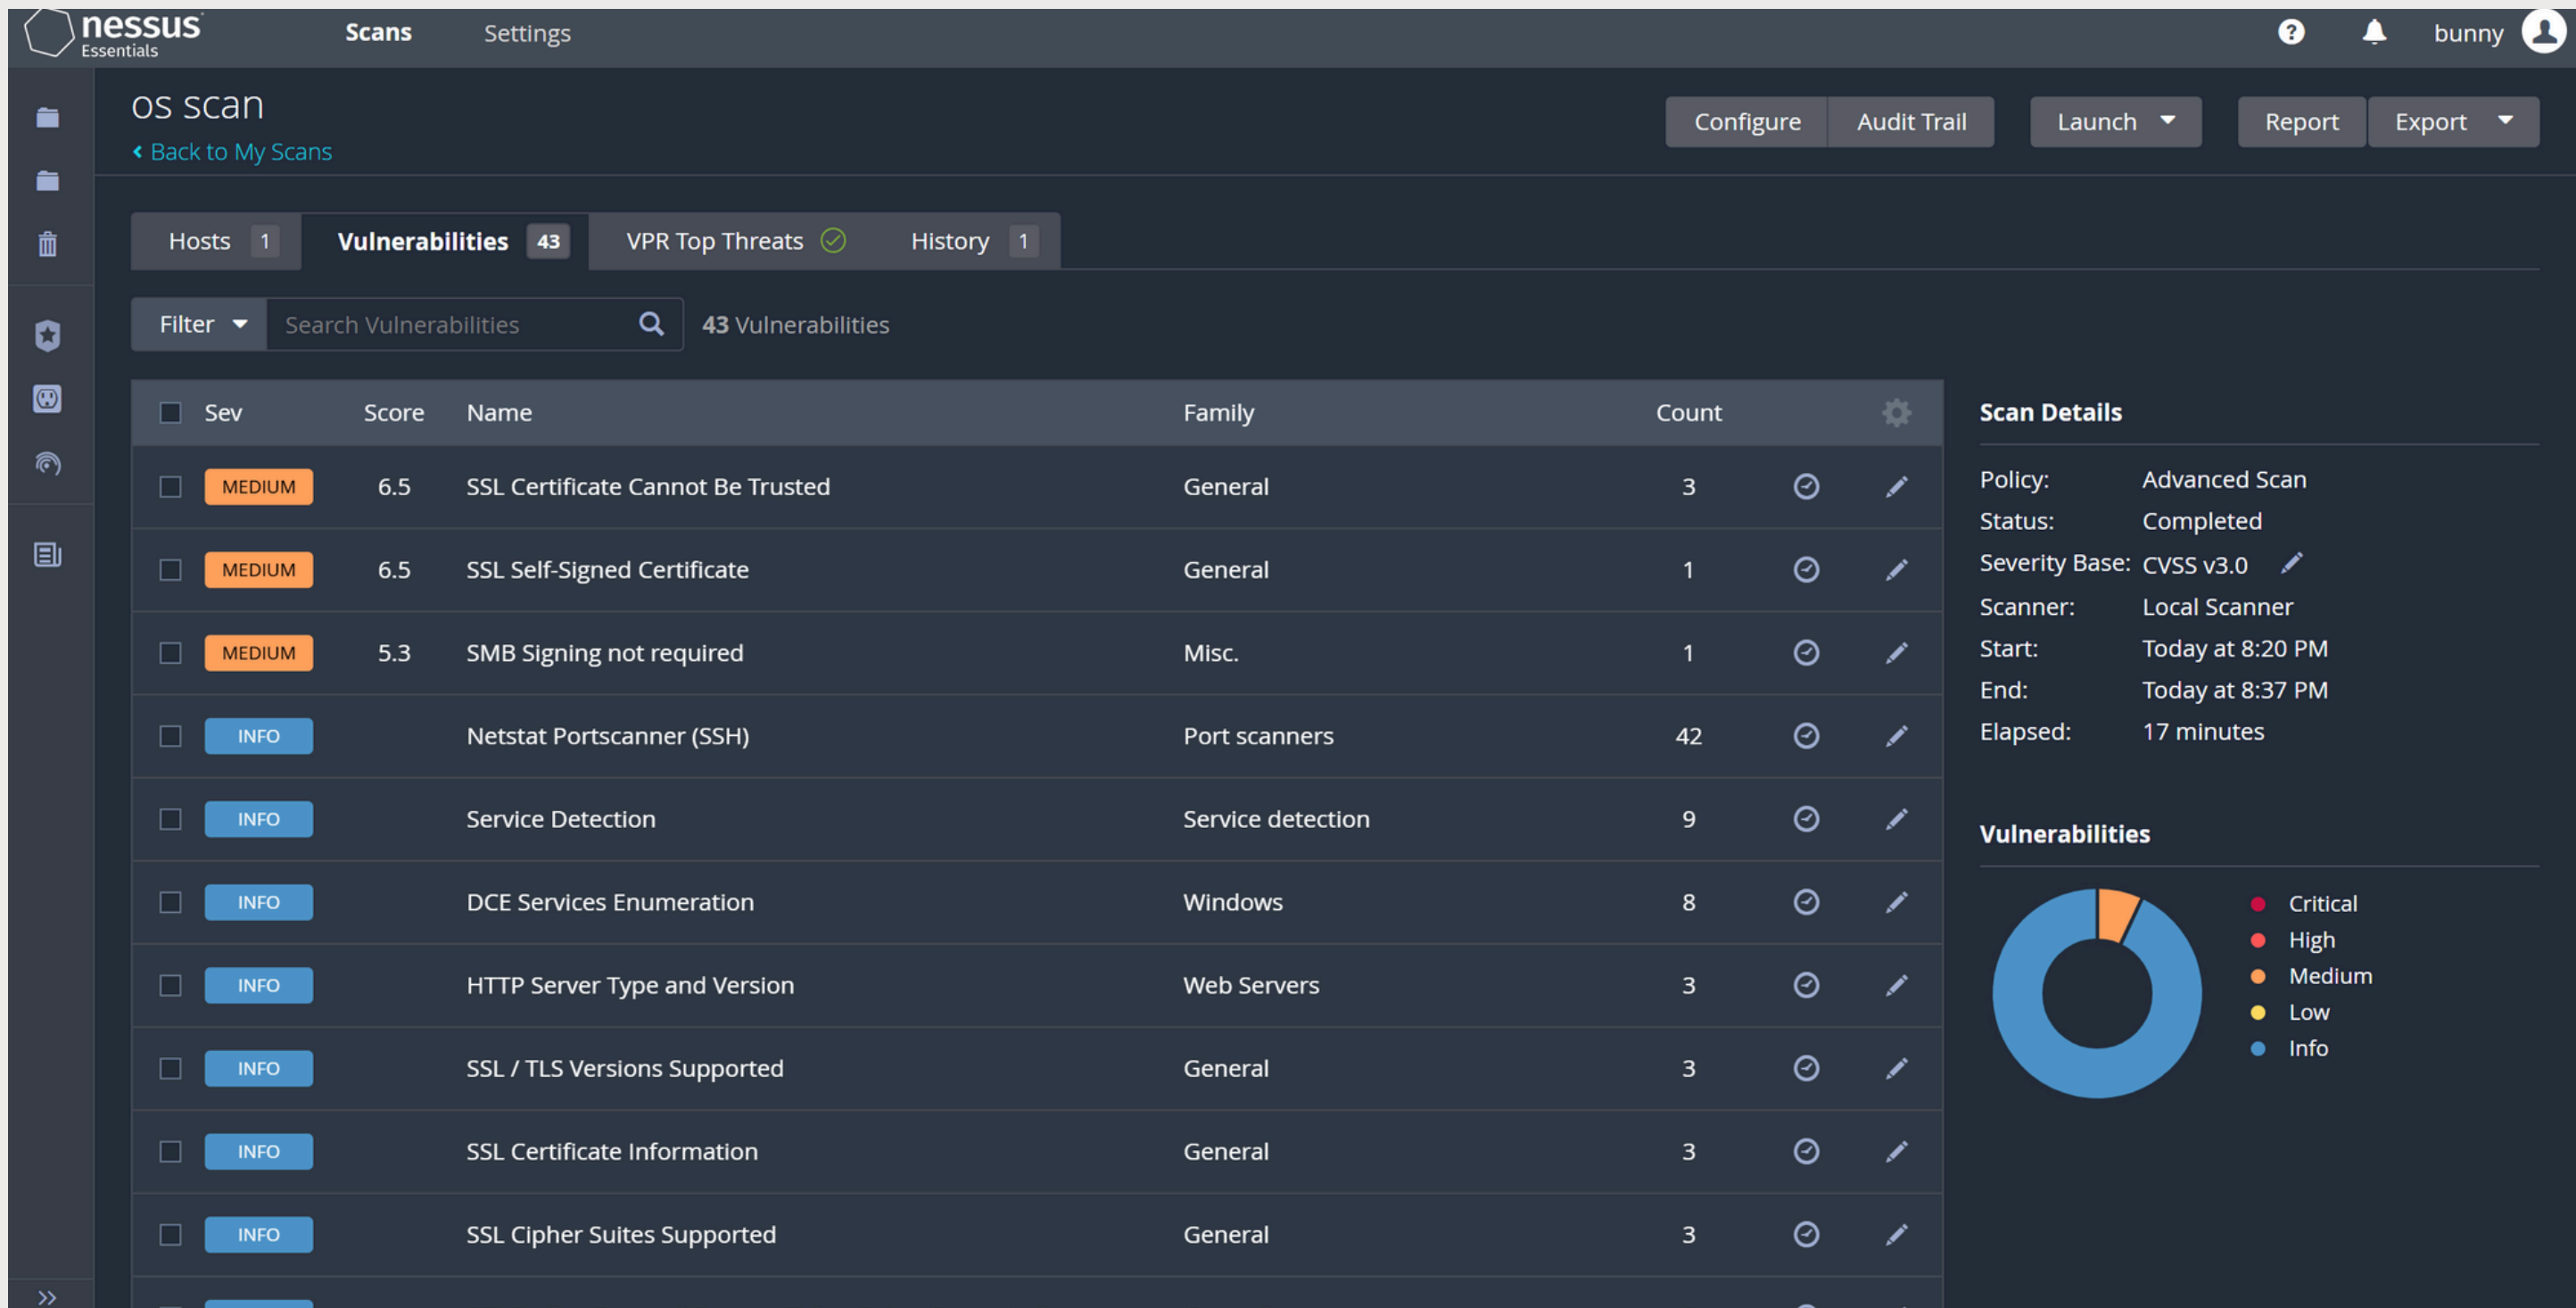 nessus
Essentials
Scans
Settings
bunny
os scan
Back to My Scans
Configure
Audit Trail
Launch
Report
Export
Hosts 1
Vulnerabilities 43
VPR Top Threats
History 1
Filter
Search Vulnerabilities
43 Vulnerabilities
Sev Score Name Family Count
MEDIUM 6.5 SSL Certificate Cannot Be Trusted General 3
MEDIUM 6.5 SSL Self-Signed Certificate General 1
MEDIUM 5.3 SMB Signing not required Misc. 1
INFO Netstat Portscanner (SSH) Port scanners 42
INFO Service Detection Service detection 9
INFO DCE Services Enumeration Windows 8
INFO HTTP Server Type and Version Web Servers 3
INFO SSL / TLS Versions Supported General 3
INFO SSL Certificate Information General 3
INFO SSL Cipher Suites Supported General 3
Scan Details
Policy: Advanced Scan
Status: Completed
Severity Base: CVSS v3.0
Scanner: Local Scanner
Start: Today at 8:20 PM
End: Today at 8:37 PM
Elapsed: 17 minutes
Vulnerabilities
Critical
High
Medium
Low
Info